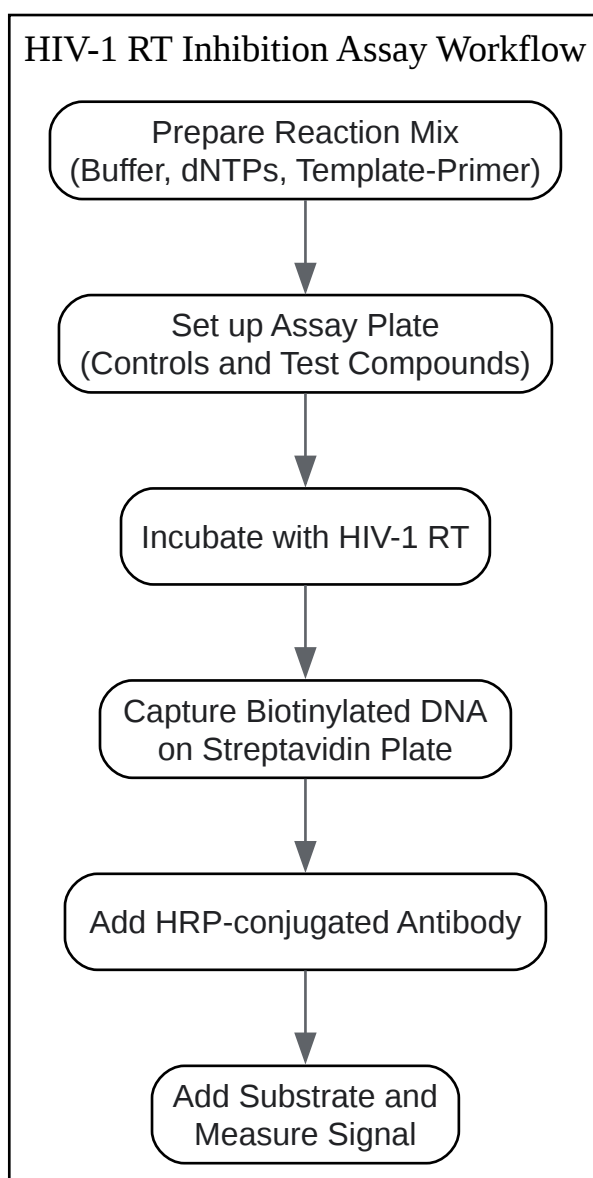 HIV-1 RT Inhibition Assay Workflow
Prepare Reaction Mix
(Buffer, dNTPs, Template-Primer)
Set up Assay Plate
(Controls and Test Compounds)
Incubate with HIV-1 RT
Capture Biotinylated DNA
on Streptavidin Plate
Add HRP-conjugated Antibody
Add Substrate and
Measure Signal